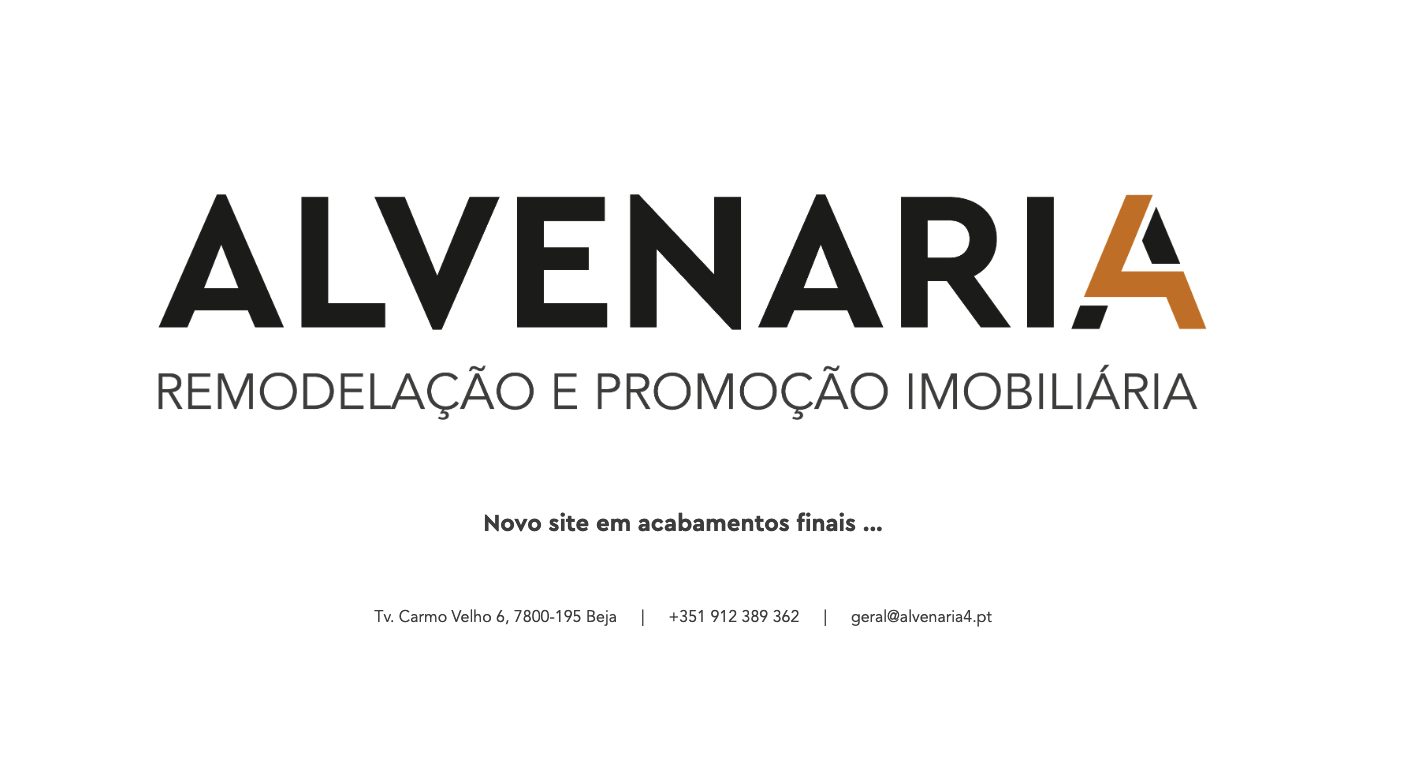 ALVENARIA
REMODELAÇÃO E PROMOÇÃO IMOBILIÁRIA
Novo site em acabamentos finais ...
Tv. Carmo Velho 6, 7800-195 Beja | +351 912 389 362 | geral@alvenaria4.pt